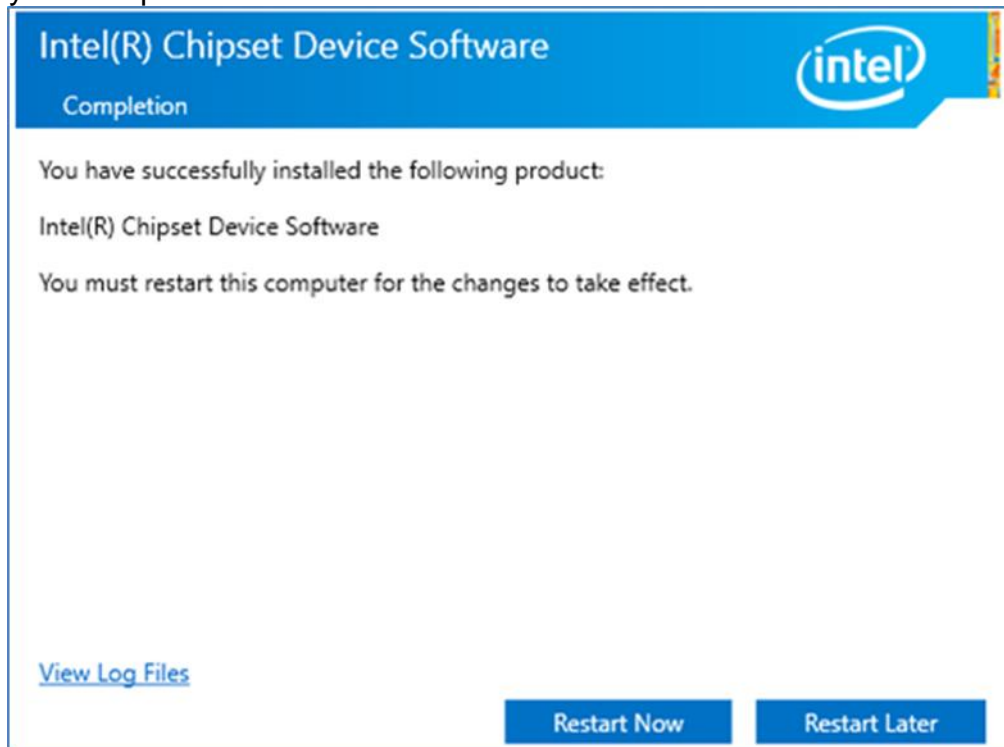 Intel(R) Chipset Device Software
intel
Completion
You have successfully installed the following product:
Intel(R) Chipset Device Software
You must restart this computer for the changes to take effect.
View Log Files
Restart Now
Restart Later